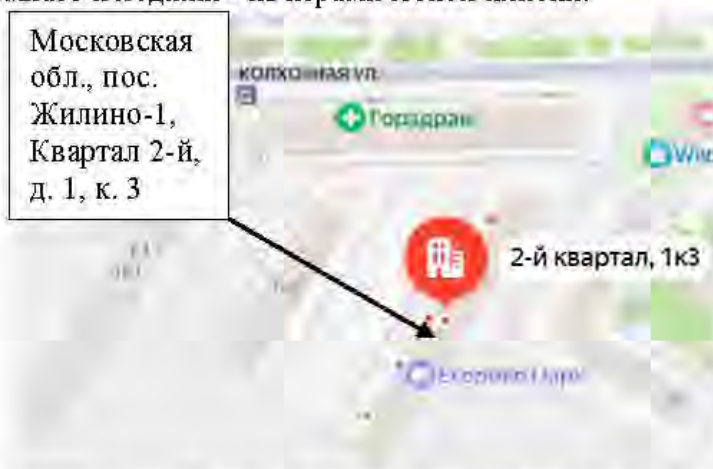 Московская
обл., пос.
Жилино-1,
Квартал 2-й,
д. 1, к. 3
колхозная ул.
Горздрав
2-й квартал, 1к3